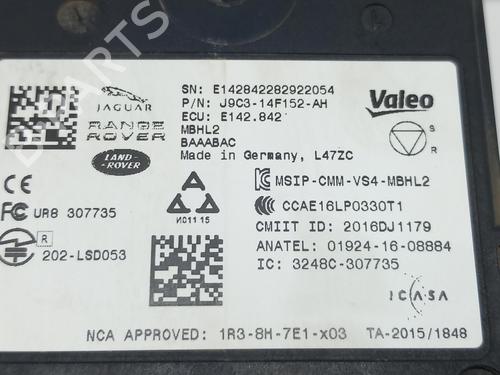 SN: E142842282922054
P/N: J9C3-14F152-AH
ECU: E142.842
MBHL2
BAAABAC
Made in Germany, L47ZC
JAGUAR
RANGE ROVER
LAND-ROVER
Valeo
S
R
MSIP-CMM-VS4-MBHL2
CE
FC UR8 307735
N011 15
CCAE16LP0330T1
CMIIT ID: 2016DJ1179
R
202-LSD053
ANATEL: 01924-16-08884
IC: 3248C-307735
ICASA
NCA APPROVED: 1R3-8H-7E1-x03
TA-2015/1848